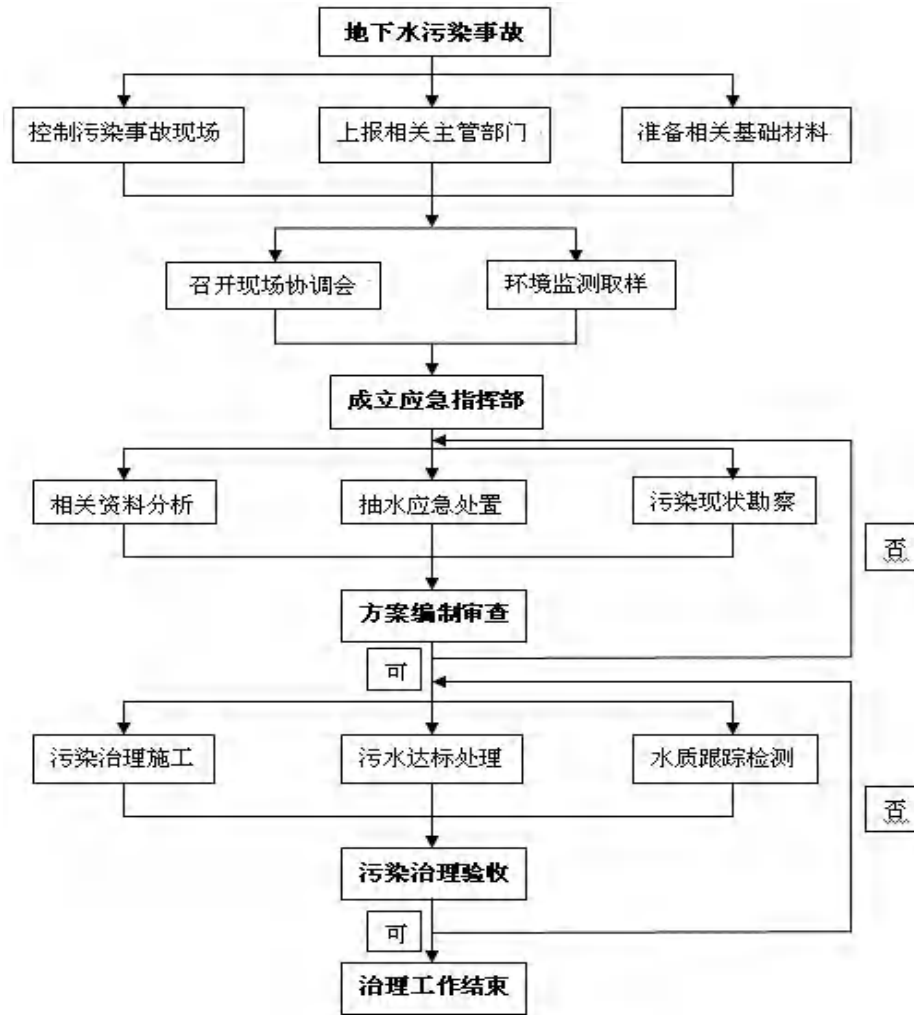 地下水污染事故
控制污染事故现场
上报相关主管部门
准备相关基础材料
召开现场协调会
环境监测取样
成立应急指挥部
相关资料分析
抽水应急处置
污染现状勘察
否
方案编制审查
可
污染治理施工
污水达标处理
水质跟踪检测
否
污染治理验收
可
治理工作结束